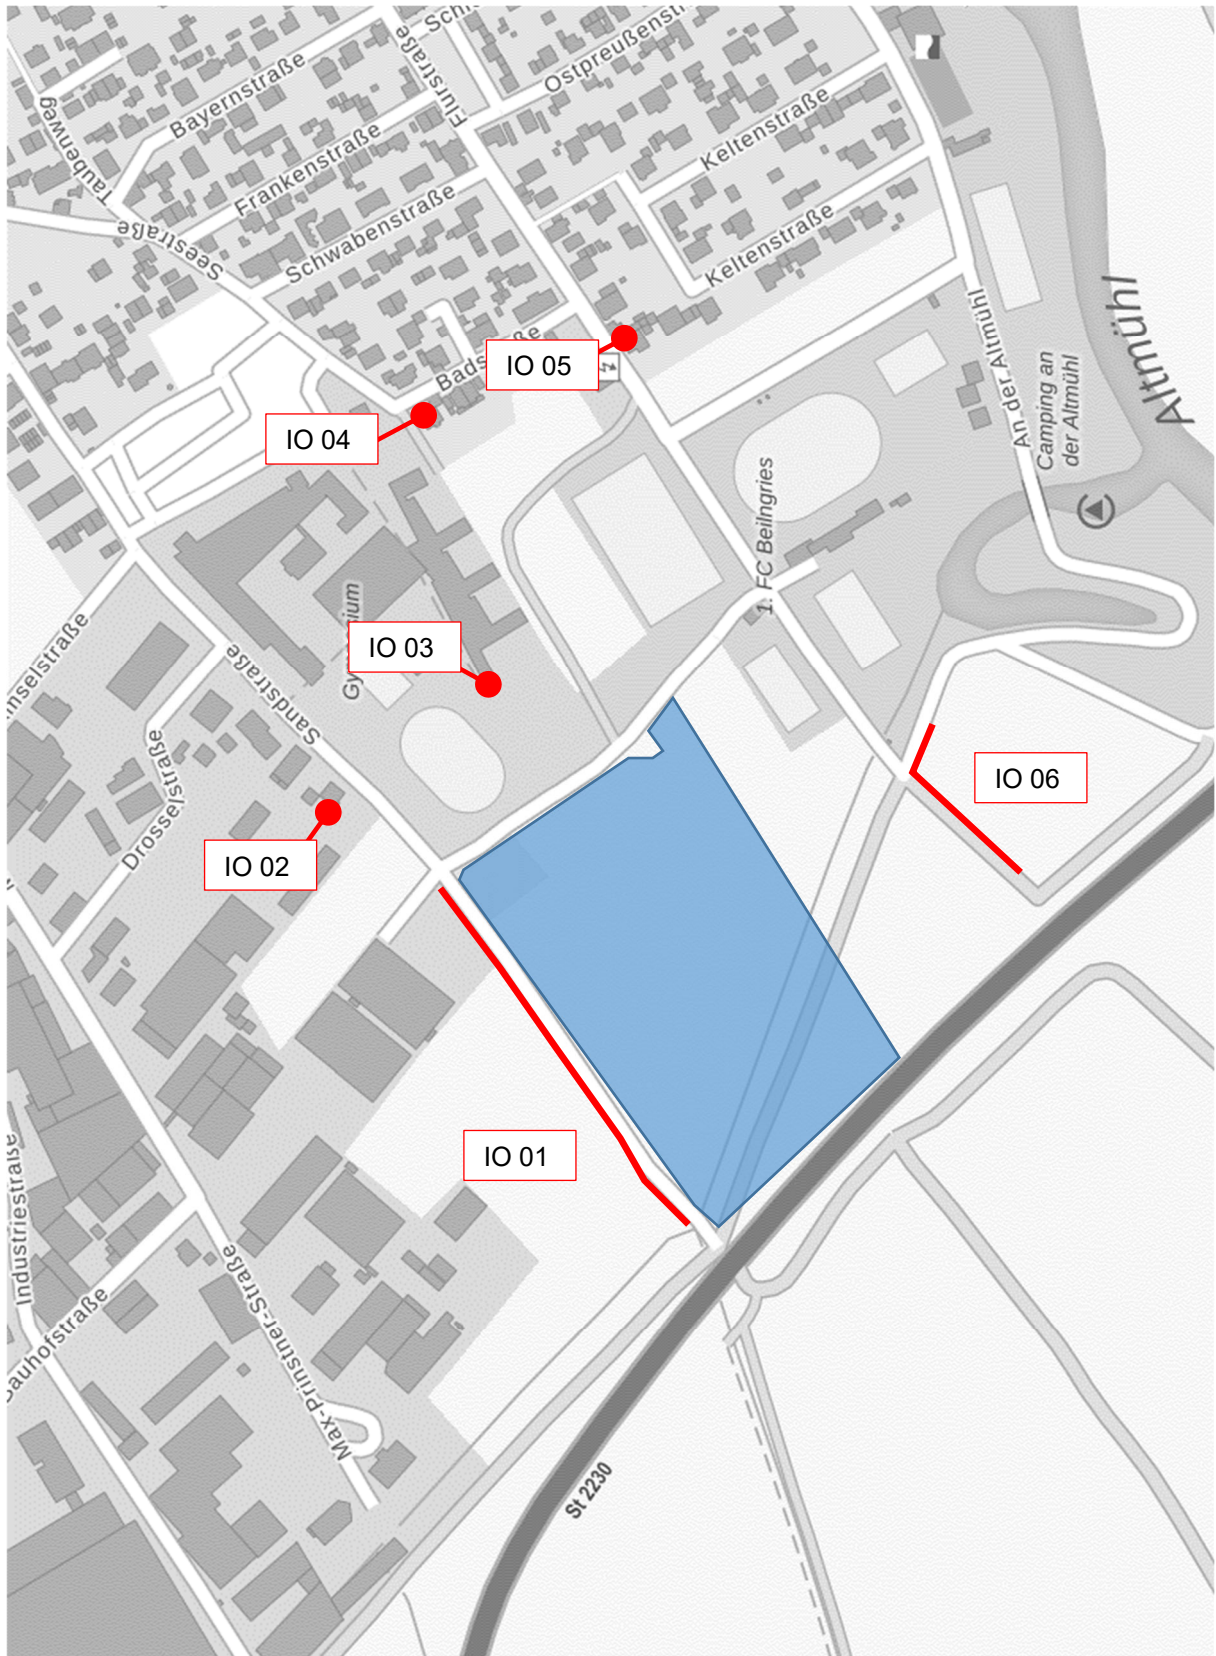 Ostpreußenstr
Flurstraße
Bayernstraße
Taubenweg
Frankenstraße
Keltenstraße
Schwabenstraße
Seestraße
Keltenstraße
Altmühl
An der Altmühl
Camping an
der Altmühl
Badstraße
IO 05
IO 04
1. FC Beilngries
Gymnasium
IO 03
Sandstraße
Drosselstraße
IO 06
IO 02
IO 01
Industriestraße
Max-Prinstner-Straße
St 2230